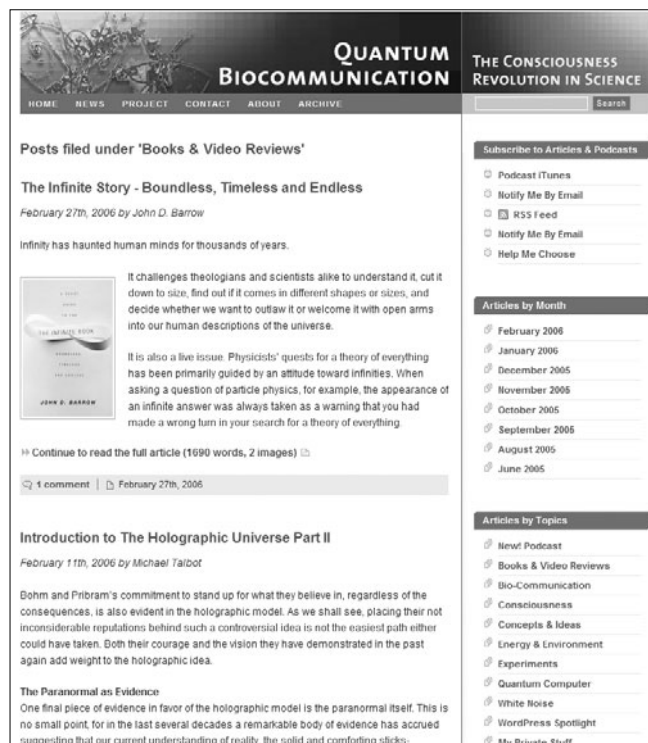 QUANTUM
BIOCOMMUNICATION
THE CONSCIOUSNESS
REVOLUTION IN SCIENCE
HOME NEWS PROJECT CONTACT ABOUT ARCHIVE
Search
Posts filed under 'Books & Video Reviews'
The Infinite Story - Boundless, Timeless and Endless
February 27th, 2006 by John D. Barrow
Infinity has haunted human minds for thousands of years.
THE INFINITE BOOK
JOHN D. BARROW
It challenges theologians and scientists alike to understand it, cut it
down to size, find out if it comes in different shapes or sizes, and
decide whether we want to outlaw it or welcome it with open arms
into our human descriptions of the universe.
It is also a live issue. Physicists' quests for a theory of everything
has been primarily guided by an attitude toward infinities. When
asking a question of particle physics, for example, the appearance of
an infinite answer was always taken as a warning that you had
made a wrong turn in your search for a theory of everything.
Continue to read the full article (1690 words, 2 images)
1 comment | February 27th, 2006
Introduction to The Holographic Universe Part II
February 11th, 2006 by Michael Talbot
Bohm and Pribram's commitment to stand up for what they believe in, regardless of the
consequences, is also evident in the holographic model. As we shall see, placing their not
inconsiderable reputations behind such a controversial idea is not the easiest path either
could have taken. Both their courage and the vision they have demonstrated in the past
again add weight to the holographic idea.
The Paranormal as Evidence
One final piece of evidence in favor of the holographic model is the paranormal itself. This is
no small point, for in the last several decades a remarkable body of evidence has accrued
suggesting that our current understanding of reality, the solid and comforting sticks-
Subscribe to Articles & Podcasts
Podcast iTunes
Notify Me By Email
RSS Feed
Notify Me By Email
Help Me Choose
Articles by Month
February 2006
January 2006
December 2005
November 2005
October 2005
September 2005
August 2005
June 2005
Articles by Topics
New! Podcast
Books & Video Reviews
Bio-Communication
Consciousness
Concepts & Ideas
Energy & Environment
Experiments
Quantum Computer
White Noise
WordPress Spotlight
My Private Stuff